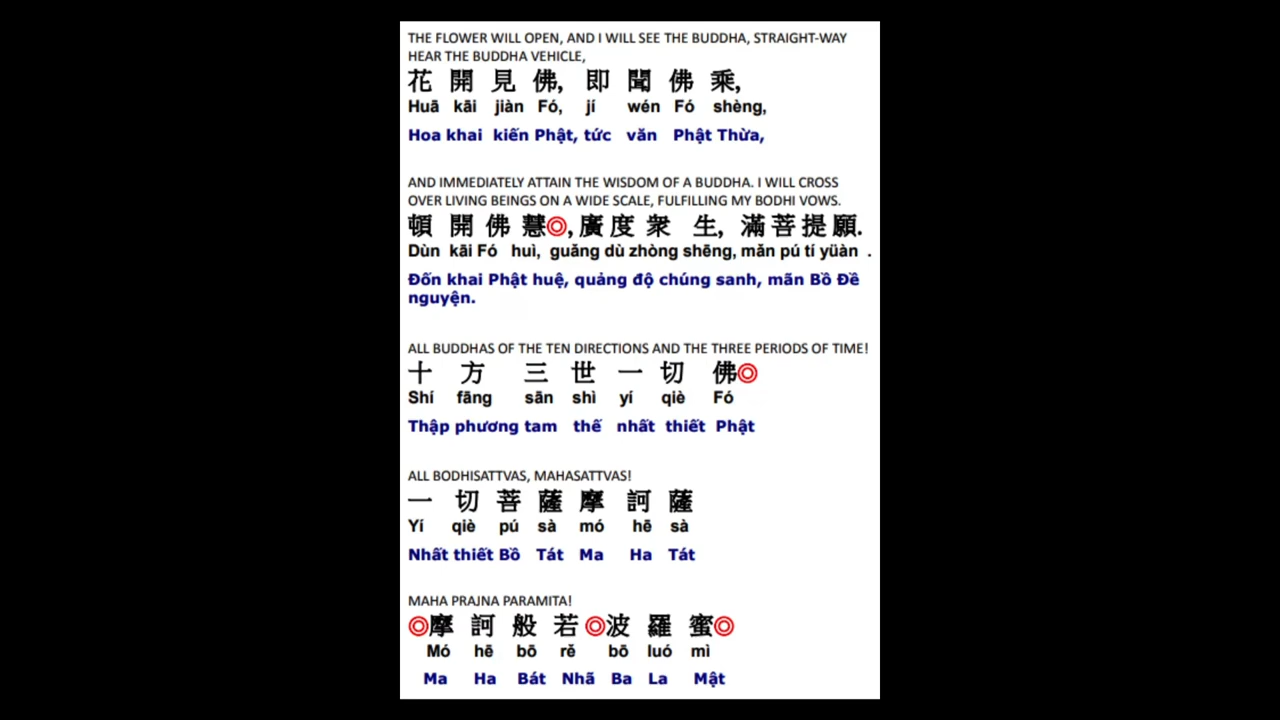 THE FLOWER WILL OPEN, AND I WILL SEE THE BUDDHA, STRAIGHT-WAY
HEAR THE BUDDHA VEHICLE,
花 開 見 佛, 即 聞 佛 乘,
Huā kāi jiàn Fó, jí wén Fó shèng,
Hoa khai kiến Phật, tức văn Phật Thừa,
AND IMMEDIATELY ATTAIN THE WISDOM OF A BUDDHA. I WILL CROSS
OVER LIVING BEINGS ON A WIDE SCALE, FULFILLING MY BODHI VOWS.
頓 開 佛 慧◎, 廣 度 衆 生, 滿 菩 提 願.
Dùn kāi Fó huì, guǎng dù zhòng shēng, mǎn pú tí yüàn .
Đốn khai Phật huệ, quảng độ chúng sanh, mãn Bồ Đề
nguyện.
ALL BUDDHAS OF THE TEN DIRECTIONS AND THE THREE PERIODS OF TIME!
十 方 三 世 一 切 佛◎
Shí fāng sān shì yí qiè Fó
Thập phương tam thế nhất thiết Phật
ALL BODHISATTVAS, MAHASATTVAS!
一 切 菩 薩 摩 訶 薩
Yí qiè pú sà mó hē sà
Nhất thiết Bồ Tát Ma Ha Tát
MAHA PRAJNA PARAMITA!
◎摩 訶 般 若 ◎波 羅 蜜◎
Mó hē bō rě bō luó mì
Ma Ha Bát Nhã Ba La Mật